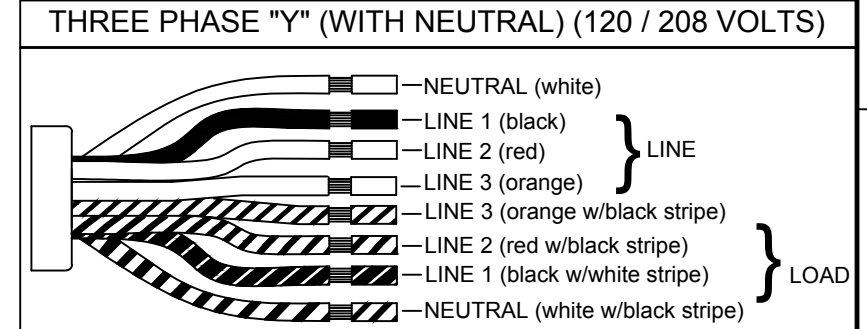 THREE PHASE "Y" (WITH NEUTRAL) (120 / 208 VOLTS)
NEUTRAL (white)
LINE 1 (black)
LINE 2 (red)
LINE 3 (orange)
LINE
LINE 3 (orange w/black stripe)
LINE 2 (red w/black stripe)
LINE 1 (black w/white stripe)
NEUTRAL (white w/black stripe)
LOAD